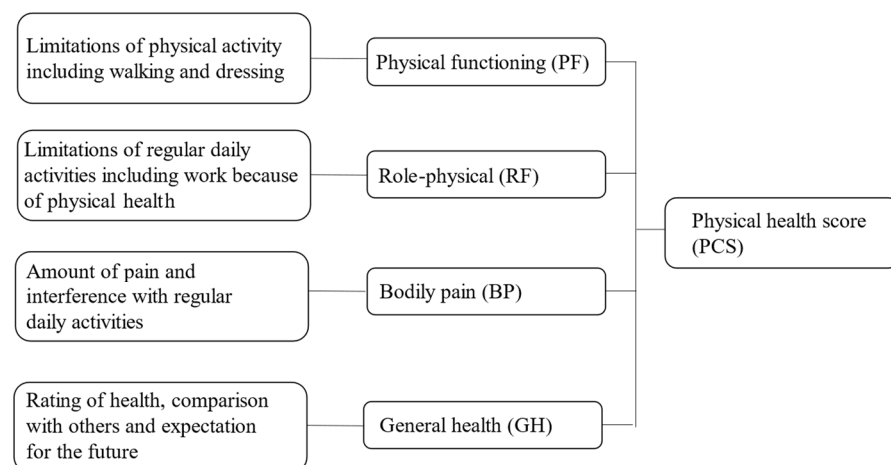 Limitations of physical activity
including walking and dressing
Physical functioning (PF)
Limitations of regular daily
activities including work because
of physical health
Role-physical (RF)
Physical health score
(PCS)
Amount of pain and
interference with regular
daily activities
Bodily pain (BP)
Rating of health, comparison
with others and expectation
for the future
General health (GH)